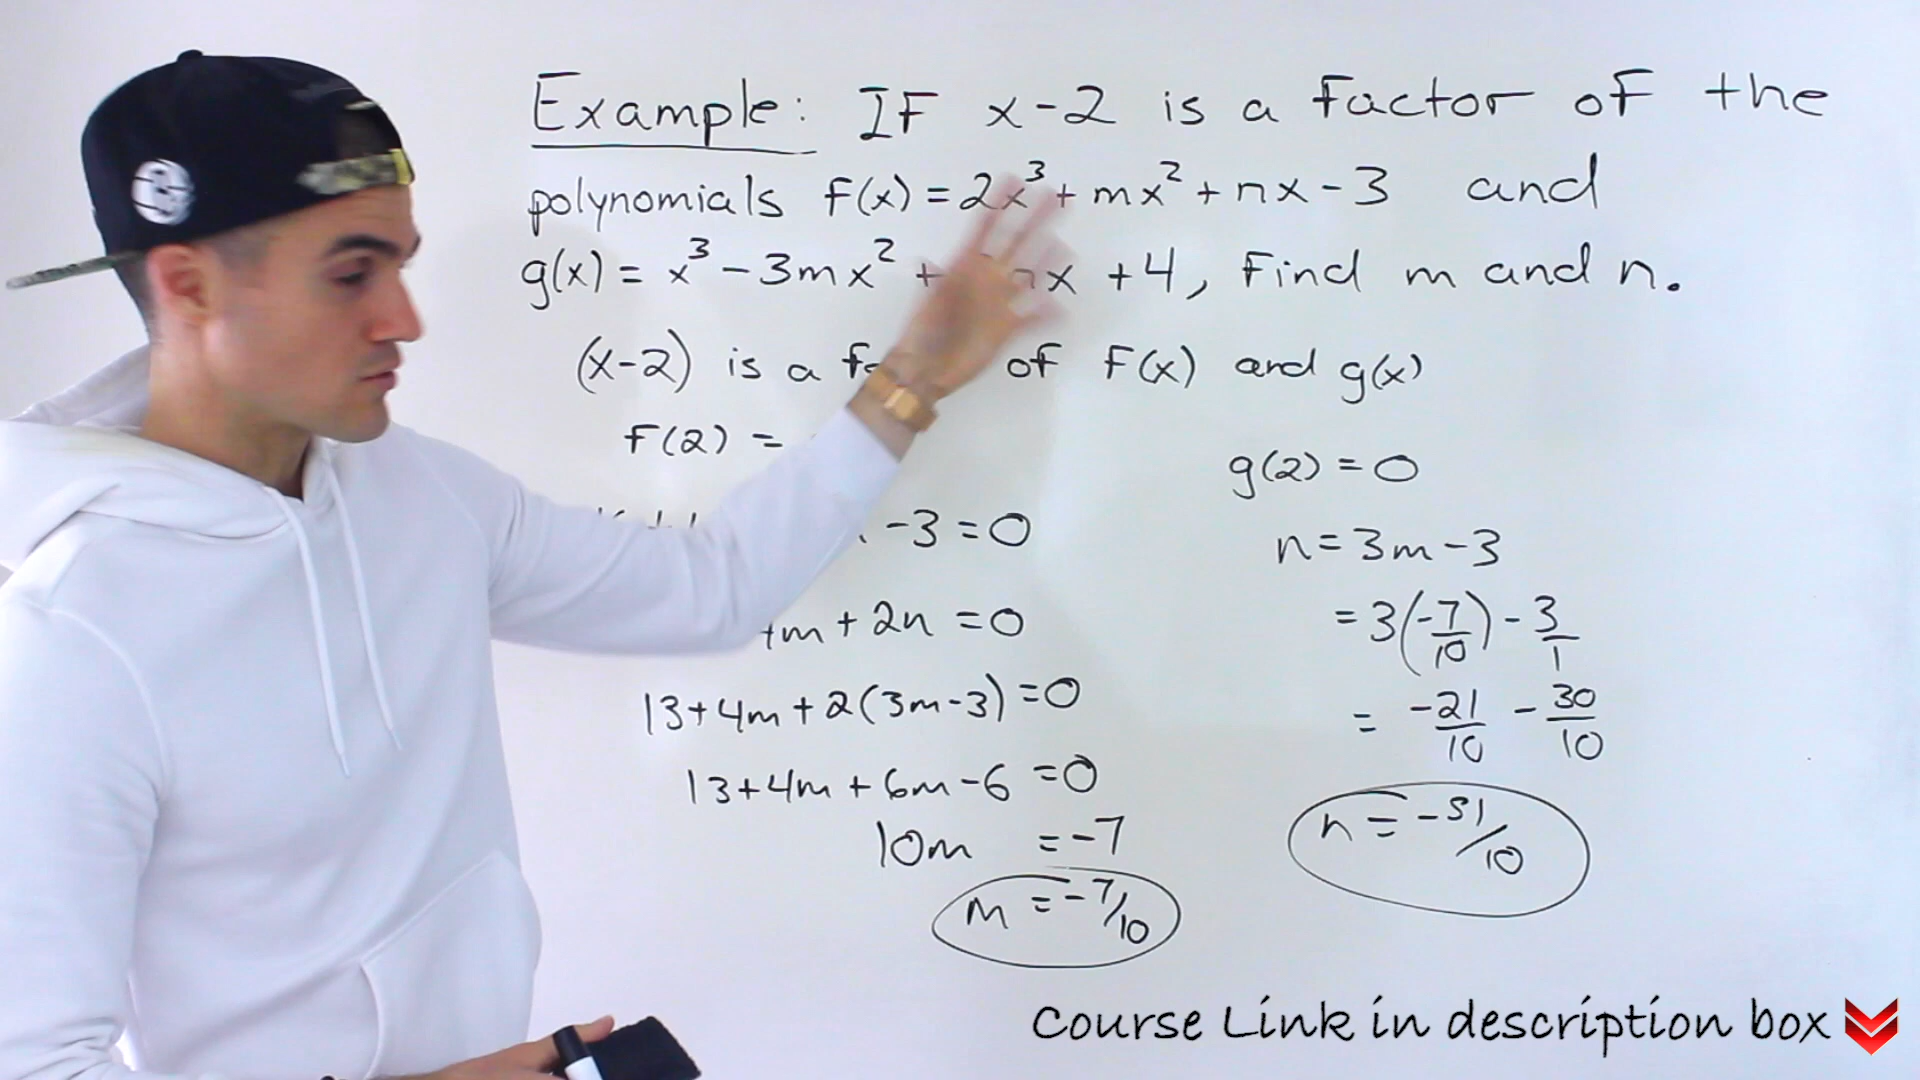 Example: IF x-2 is a factor of the
polynomials f(x) = 2x³ + mx² + nx - 3 and
g(x) = x³ - 3mx² + nx + 4, Find m and n.
(x-2) is a of F(x) and g(x)
F(2) =
-3 = 0
4m + 2n = 0
13 + 4m + 2(3m-3) = 0
13 + 4m + 6m - 6 = 0
10m = -7
m = -7/10
g(2) = 0
n = 3m - 3
= 3(-7/10) - 3/1
= -21/10 - 30/10
n = -51/10
Course Link in description box